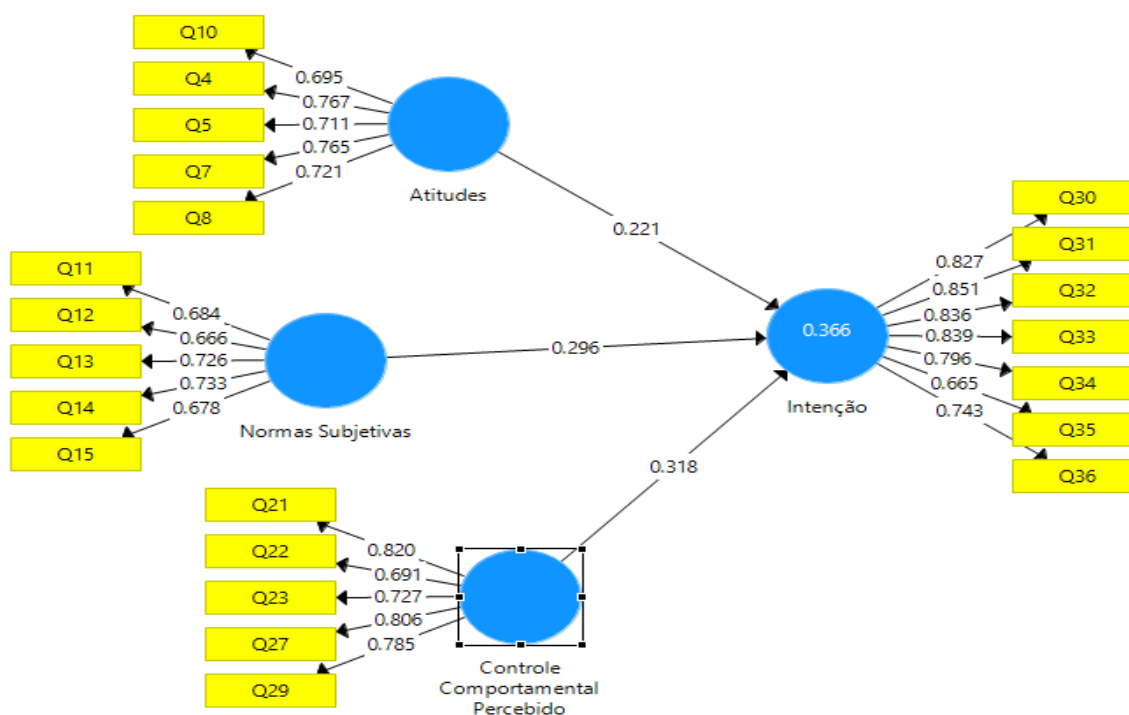 Q10
Q4
Q5
Q7
Q8
0.695
0.767
0.711
0.765
0.721
Atitudes
0.221
Q11
Q12
Q13
Q14
Q15
0.684
0.666
0.726
0.733
0.678
Normas Subjetivas
0.296
Q21
Q22
Q23
Q27
Q29
0.820
0.691
0.727
0.806
0.785
Controle
Comportamental
Percebido
0.318
0.366
Intenção
0.827
0.851
0.836
0.839
0.796
0.665
0.743
Q30
Q31
Q32
Q33
Q34
Q35
Q36